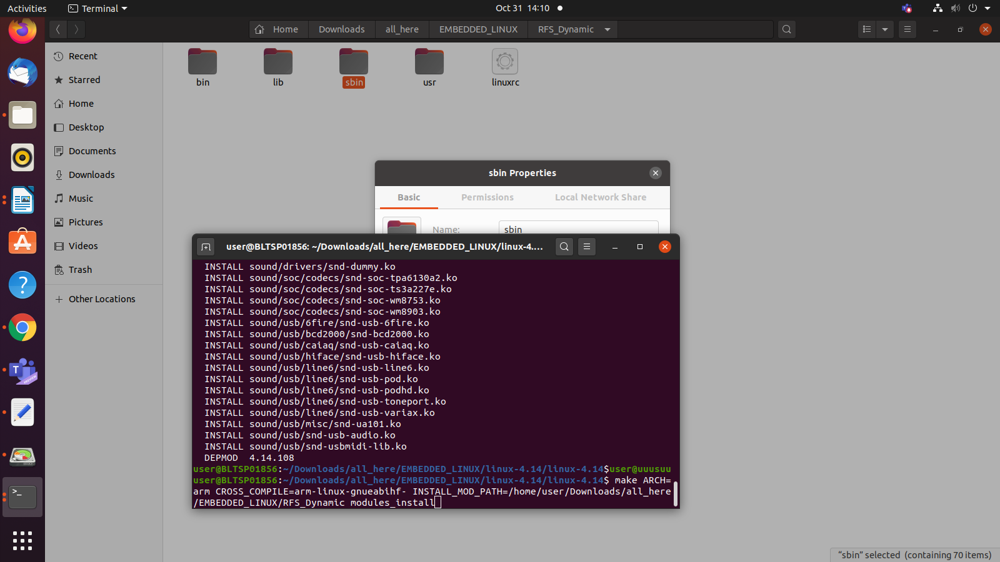 Activities
Terminal
Oct 31 14:10
Home
Downloads
all_here
EMBEDDED_LINUX
RFS_Dynamic
Recent
Starred
Home
Desktop
Documents
Downloads
Music
Pictures
Videos
Trash
Other Locations
bin
lib
sbin
usr
linuxrc
sbin Properties
Basic
Permissions
Local Network Share
Name:
sbin
user@BLTSP01856: ~/Downloads/all_here/EMBEDDED_LINUX/linux-4....
INSTALL sound/drivers/snd-dummy.ko
INSTALL sound/soc/codecs/snd-soc-tpa6130a2.ko
INSTALL sound/soc/codecs/snd-soc-ts3a227e.ko
INSTALL sound/soc/codecs/snd-soc-wm8753.ko
INSTALL sound/soc/codecs/snd-soc-wm8903.ko
INSTALL sound/usb/6fire/snd-usb-6fire.ko
INSTALL sound/usb/bcd2000/snd-bcd2000.ko
INSTALL sound/usb/caiaq/snd-usb-caiaq.ko
INSTALL sound/usb/hiface/snd-usb-hiface.ko
INSTALL sound/usb/line6/snd-usb-line6.ko
INSTALL sound/usb/line6/snd-usb-pod.ko
INSTALL sound/usb/line6/snd-usb-podhd.ko
INSTALL sound/usb/line6/snd-usb-toneport.ko
INSTALL sound/usb/line6/snd-usb-variax.ko
INSTALL sound/usb/misc/snd-ua101.ko
INSTALL sound/usb/snd-usb-audio.ko
INSTALL sound/usb/snd-usbmidi-lib.ko
DEPMOD 4.14.108
user@BLTSP01856:~/Downloads/all_here/EMBEDDED_LINUX/linux-4.14/linux-4.14$user@uuusuu
user@BLTSP01856:~/Downloads/all_here/EMBEDDED_LINUX/linux-4.14/linux-4.14$ make ARCH=
arm CROSS_COMPILE=arm-linux-gnueabihf- INSTALL_MOD_PATH=/home/user/Downloads/all_here
/EMBEDDED_LINUX/RFS_Dynamic modules_install
"sbin" selected (containing 70 items)